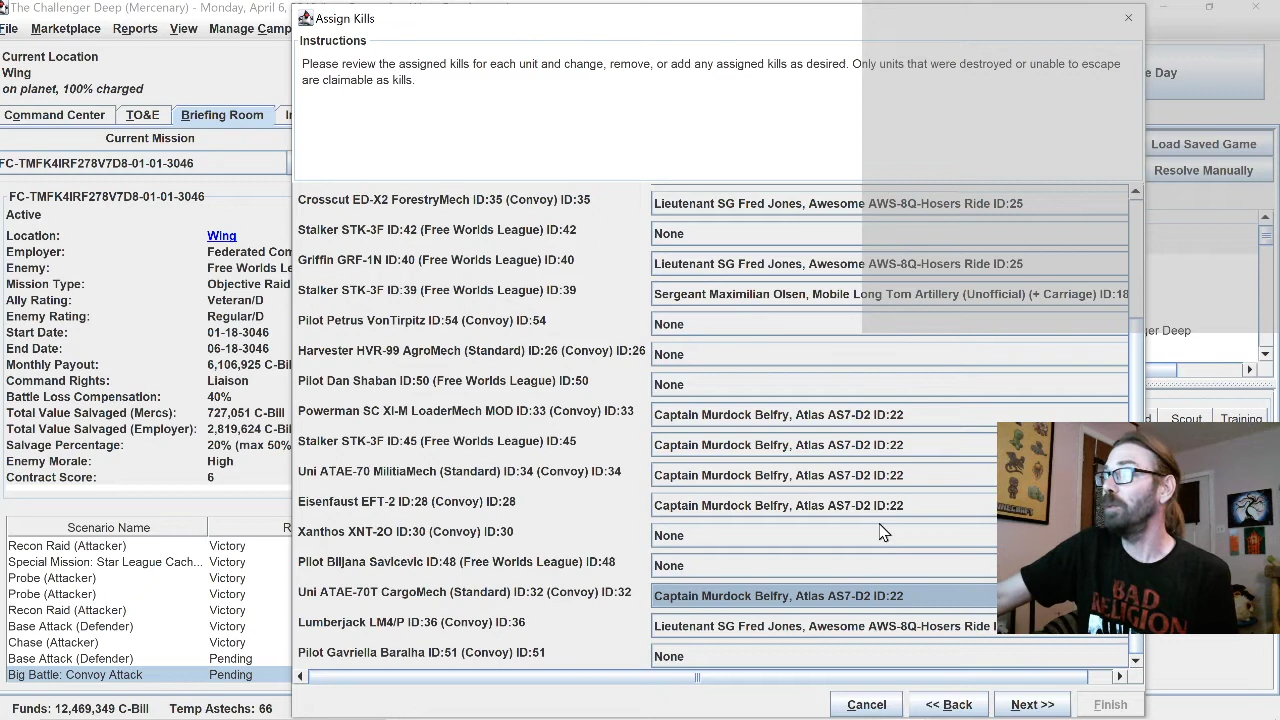 The Challenger Deep (Mercenary) - Monday, April 6,
File Marketplace Reports View Manage Camp
Current Location
Wing
on planet, 100% charged
Command Center TO&E Briefing Room
Current Mission
FC-TMFK4IRF278V7D8-01-01-3046
FC-TMFK4IRF278V7D8-01-01-3046
Active
Location: Wing
Employer: Federated Com
Enemy: Free Worlds Le
Mission Type: Objective Raid
Ally Rating: Veteran/D
Enemy Rating: Regular/D
Start Date: 01-18-3046
End Date: 06-18-3046
Monthly Payout: 6,106,925 C-Bill
Command Rights: Liaison
Battle Loss Compensation: 40%
Total Value Salvaged (Mercs): 727,051 C-Bill
Total Value Salvaged (Employer): 2,819,624 C-Bill
Salvage Percentage: 20% (max 50%
Enemy Morale: High
Contract Score: 6
Scenario Name R
Recon Raid (Attacker) Victory
Special Mission: Star League Cach... Victory
Probe (Attacker) Victory
Probe (Attacker) Victory
Recon Raid (Attacker) Victory
Base Attack (Defender) Victory
Chase (Attacker) Victory
Base Attack (Defender) Pending
Big Battle: Convoy Attack Pending
Funds: 12,469,349 C-Bill Temp Astechs: 66
Assign Kills
Instructions
Please review the assigned kills for each unit and change, remove, or add any assigned kills as desired. Only units that were destroyed or unable to escape
are claimable as kills.
Crosscut ED-X2 ForestryMech ID:35 (Convoy) ID:35 Lieutenant SG Fred Jones, Awesome AWS-8Q-Hosers Ride ID:25
Stalker STK-3F ID:42 (Free Worlds League) ID:42 None
Griffin GRF-1N ID:40 (Free Worlds League) ID:40 Lieutenant SG Fred Jones, Awesome AWS-8Q-Hosers Ride ID:25
Stalker STK-3F ID:39 (Free Worlds League) ID:39 Sergeant Maximilian Olsen, Mobile Long Tom Artillery (Unofficial) (+ Carriage) ID:18
Pilot Petrus VonTirpitz ID:54 (Convoy) ID:54 None
Harvester HVR-99 AgroMech (Standard) ID:26 (Convoy) ID:26 None
Pilot Dan Shaban ID:50 (Free Worlds League) ID:50 None
Powerman SC XI-M LoaderMech MOD ID:33 (Convoy) ID:33 Captain Murdock Belfry, Atlas AS7-D2 ID:22
Stalker STK-3F ID:45 (Free Worlds League) ID:45 Captain Murdock Belfry, Atlas AS7-D2 ID:22
Uni ATAE-70 MilitiaMech (Standard) ID:34 (Convoy) ID:34 Captain Murdock Belfry, Atlas AS7-D2 ID:22
Eisenfaust EFT-2 ID:28 (Convoy) ID:28 Captain Murdock Belfry, Atlas AS7-D2 ID:22
Xanthos XNT-2O ID:30 (Convoy) ID:30 None
Pilot Biljana Savicevic ID:48 (Free Worlds League) ID:48 None
Uni ATAE-70T CargoMech (Standard) ID:32 (Convoy) ID:32 Captain Murdock Belfry, Atlas AS7-D2 ID:22
Lumberjack LM4/P ID:36 (Convoy) ID:36 Lieutenant SG Fred Jones, Awesome AWS-8Q-Hosers Ride I
Pilot Gavriella Baralha ID:51 (Convoy) ID:51 None
Cancel << Back Next >> Finish
e Day
Load Saved Game
Resolve Manually
er Deep
Scout Training
BAD
RELIGION